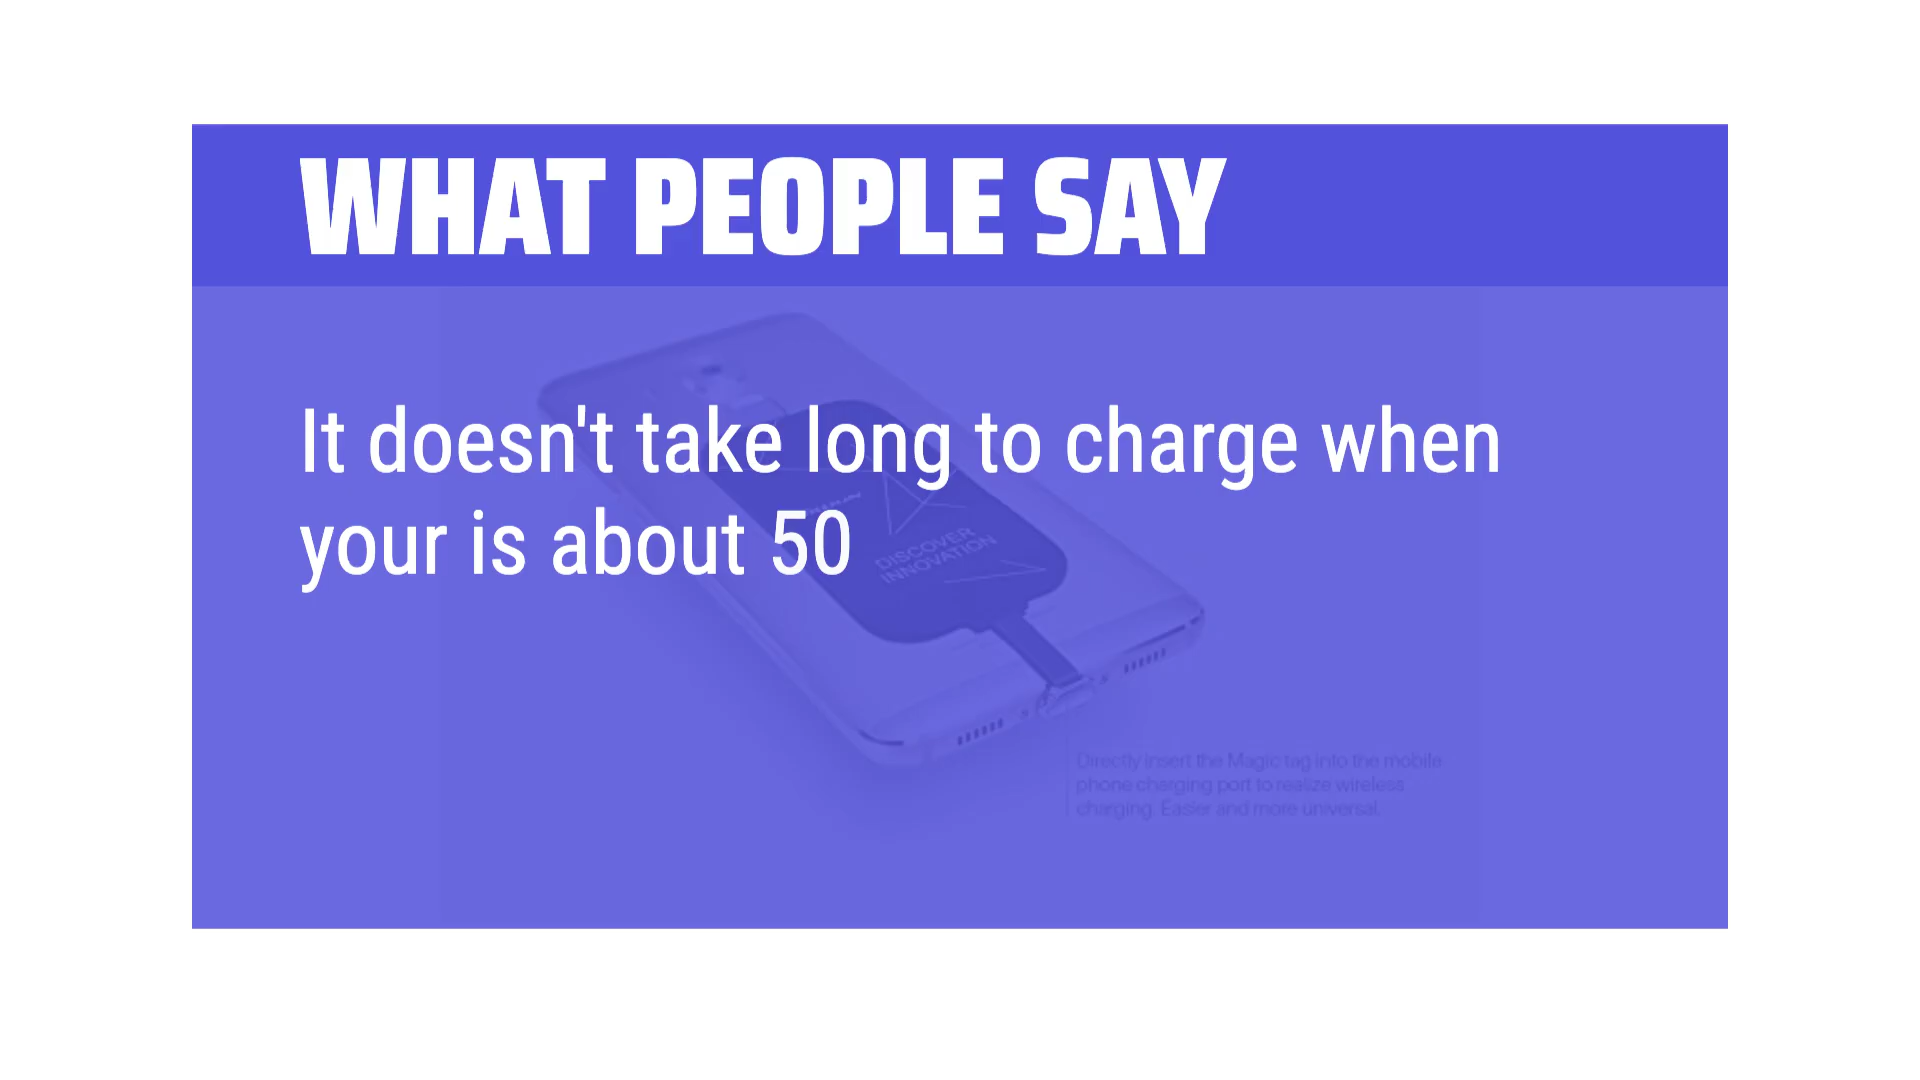 WHAT PEOPLE SAY
It doesn't take long to charge when
your is about 50
DISCOVER
INNOVATION
Directly insert the Magic tag into the mobile
phone charging port to realize wireless
charging. Easier and more universal.